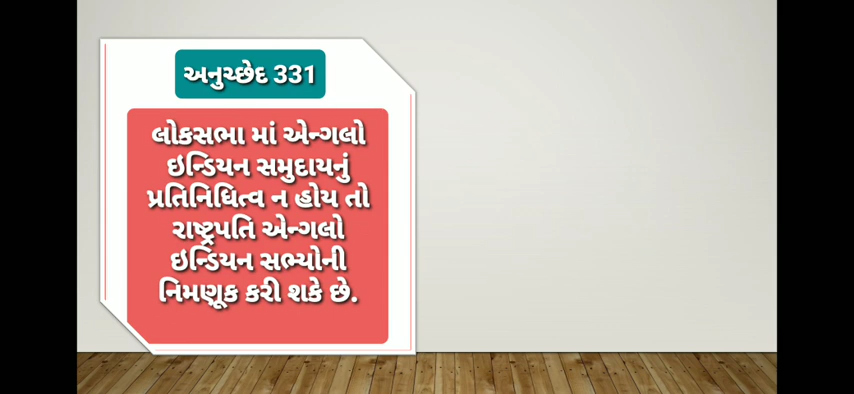 અનુચ્છેદ 331
લોકસભા માં એન્ગલો
ઇન્ડિયન સમુદાયનું
પ્રતિનિધિત્વ ન હોય તો
રાષ્ટ્રપતિ એન્ગલો
ઇન્ડિયન સભ્યોની
નિમણૂક કરી શકે છે.